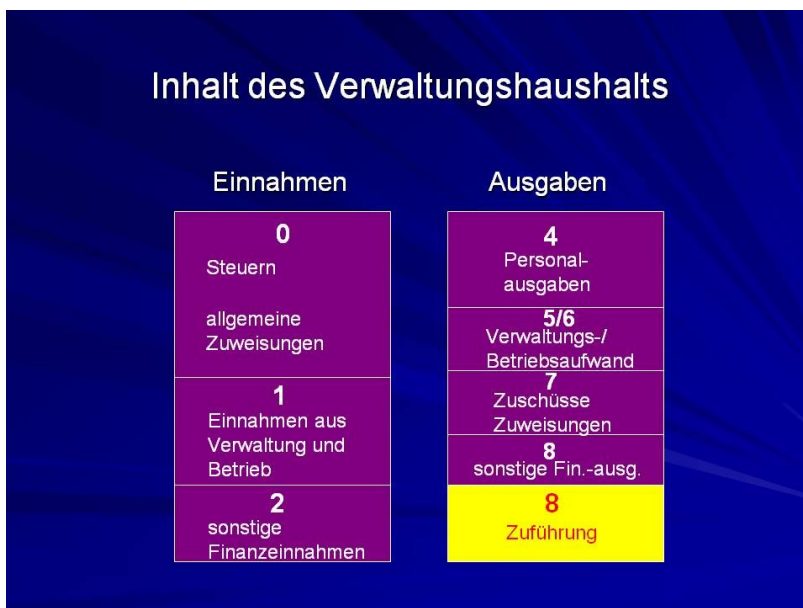 Inhalt des Verwaltungshaushalts
Einnahmen
0
Steuern
allgemeine
Zuweisungen
1
Einnahmen aus
Verwaltung und
Betrieb
2
sonstige
Finanzeinnahmen
Ausgaben
4
Personal-
ausgaben
5/6
Verwaltungs-/
Betriebsaufwand
7
Zuschüsse
Zuweisungen
8
sonstige Fin.-ausg.
8
Zuführung